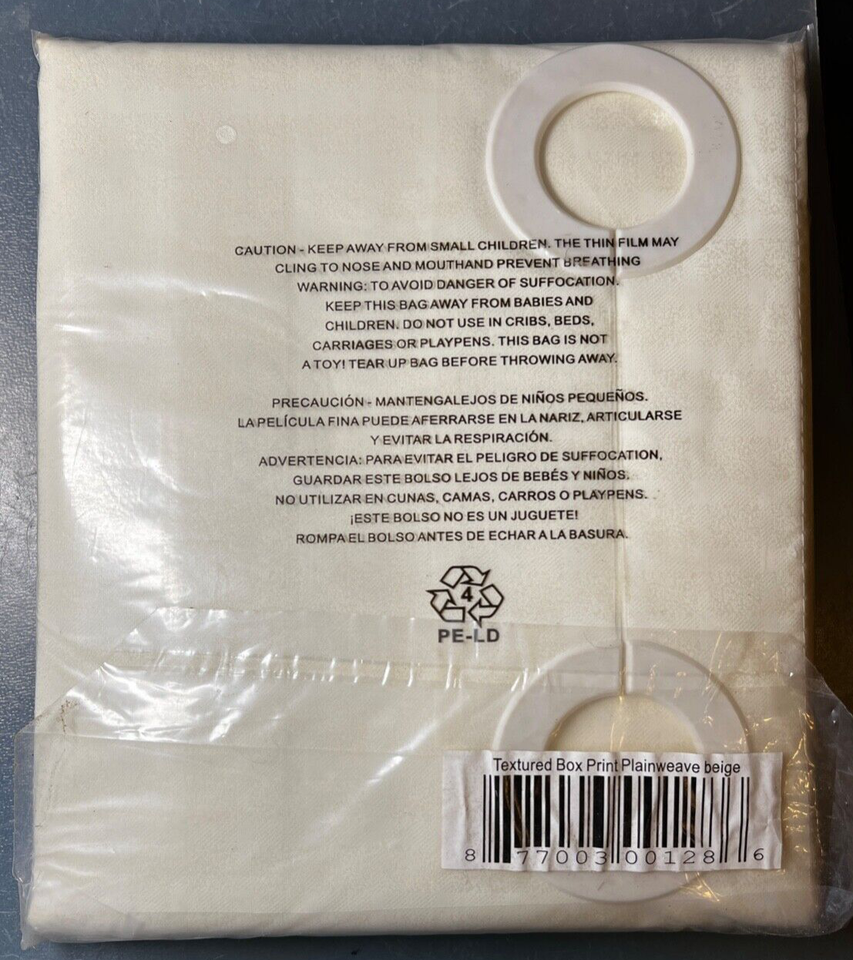 CAUTION - KEEP AWAY FROM SMALL CHILDREN. THE THIN FILM MAY
CLING TO NOSE AND MOUTHAND PREVENT BREATHING
WARNING: TO AVOID DANGER OF SUFFOCATION.
KEEP THIS BAG AWAY FROM BABIES AND
CHILDREN. DO NOT USE IN CRIBS, BEDS,
CARRIAGES OR PLAYPENS. THIS BAG IS NOT
A TOY! TEAR UP BAG BEFORE THROWING AWAY.
PRECAUCIÓN - MANTENGALEJOS DE NIÑOS PEQUEÑOS.
LA PELÍCULA FINA PUEDE AFERRARSE EN LA NARIZ, ARTICULARSE
Y EVITAR LA RESPIRACIÓN.
ADVERTENCIA: PARA EVITAR EL PELIGRO DE SUFFOCATION,
GUARDAR ESTE BOLSO LEJOS DE BEBÉS Y NIÑOS.
NO UTILIZAR EN CUNAS, CAMAS, CARROS O PLAYPENS.
¡ESTE BOLSO NO ES UN JUGUETE!
ROMPA EL BOLSO ANTES DE ECHAR A LA BASURA.
4
PE-LD
Textured Box Print Plainweave beige
8 77003 00128 6